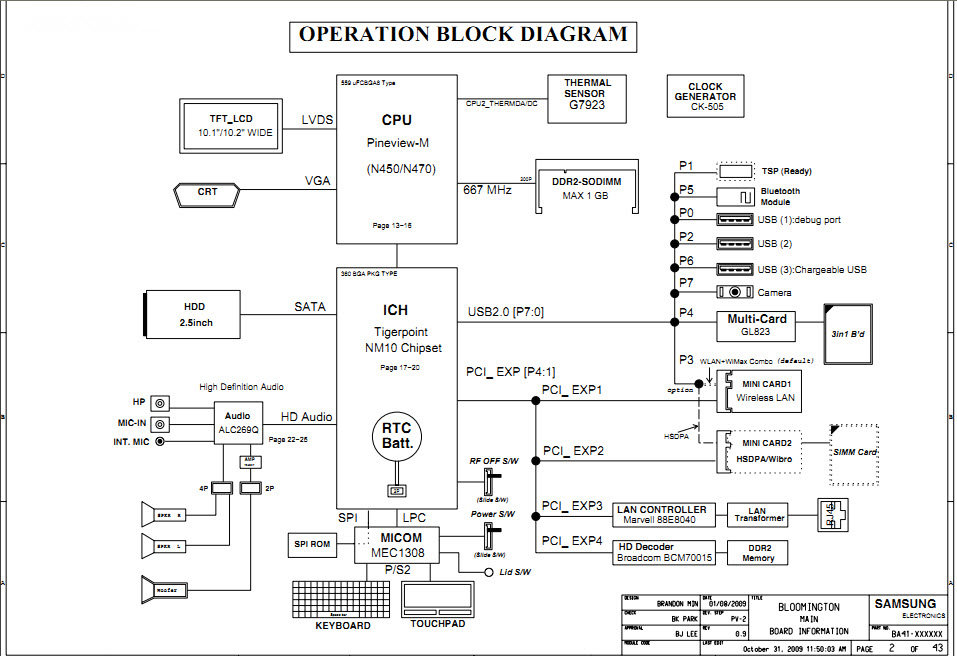 OPERATION BLOCK DIAGRAM
559 uFCBGA8 Type
CPU
Pineview-M
(N450/N470)
Page 13-16
CPU2_THERMDA/DC
THERMAL
SENSOR
G7923
CLOCK
GENERATOR
CK-505
TFT_LCD
10.1"/10.2" WIDE
LVDS
CRT
VGA
667 MHz
200P
DDR2-SODIMM
MAX 1 GB
P1
TSP (Ready)
P5
Bluetooth
Module
P0
USB (1):debug port
P2
USB (2)
P6
USB (3):Chargeable USB
P7
Camera
P4
Multi-Card
GL823
3in1 B'd
360 BGA PKG TYPE
ICH
Tigerpoint
NM10 Chipset
Page 17-20
HDD
2.5inch
SATA
USB2.0 [P7:0]
PCI_ EXP [P4:1]
P3
WLAN+WiMax Combo (default)
option
PCI_ EXP1
MINI CARD1
Wireless LAN
HSDPA
PCI_ EXP2
MINI CARD2
HSDPA/Wibro
SIMM Card
PCI_ EXP3
LAN CONTROLLER
Marvell 88E8040
LAN
Transformer
RJ45
PCI_ EXP4
HD Decoder
Broadcom BCM70015
DDR2
Memory
High Definition Audio
HP
MIC-IN
INT. MIC
Audio
ALC269Q
HD Audio
Page 22-26
AMP
4P
2P
SPKR R
SPKR L
Woofer
RTC
Batt.
2P
RF OFF S/W
(Slide S/W)
Power S/W
(Slide S/W)
SPI
LPC
SPI ROM
MICOM
MEC1308
Lid S/W
P/S2
KEYBOARD
TOUCHPAD
DESIGN
BRANDON MIN
DATE
01/08/2009
TITLE
BLOOMINGTON
MAIN
BOARD INFORMATION
SAMSUNG
ELECTRONICS
CHECK
BK PARK
DEV. STEP
PV-2
APPROVAL
BJ LEE
REV
0.9
PART NO.
BA41-XXXXXX
MODULE CODE
LAST EDIT
October 31, 2009 11:50:03 AM
PAGE 2 OF 43
D
D
C
C
B
B
A
A